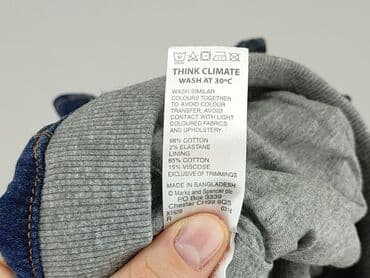 THINK CLIMATE
WASH AT 30°C
WASH SIMILAR
COLOURS TOGETHER
TO AVOID COLOUR
TRANSFER, AVOID
CONTACT WITH LIGHT
COLOURED FABRICS
AND UPHOLSTERY
98% COTTON
2% ELASTANE
LINING
85% COTTON
15% VISCOSE
EXCLUSIVE OF TRIMMINGS
MADE IN BANGLADESH
© Marks and Spencer plc
PO Box 3339
Chester CH99 9QS
0316
R